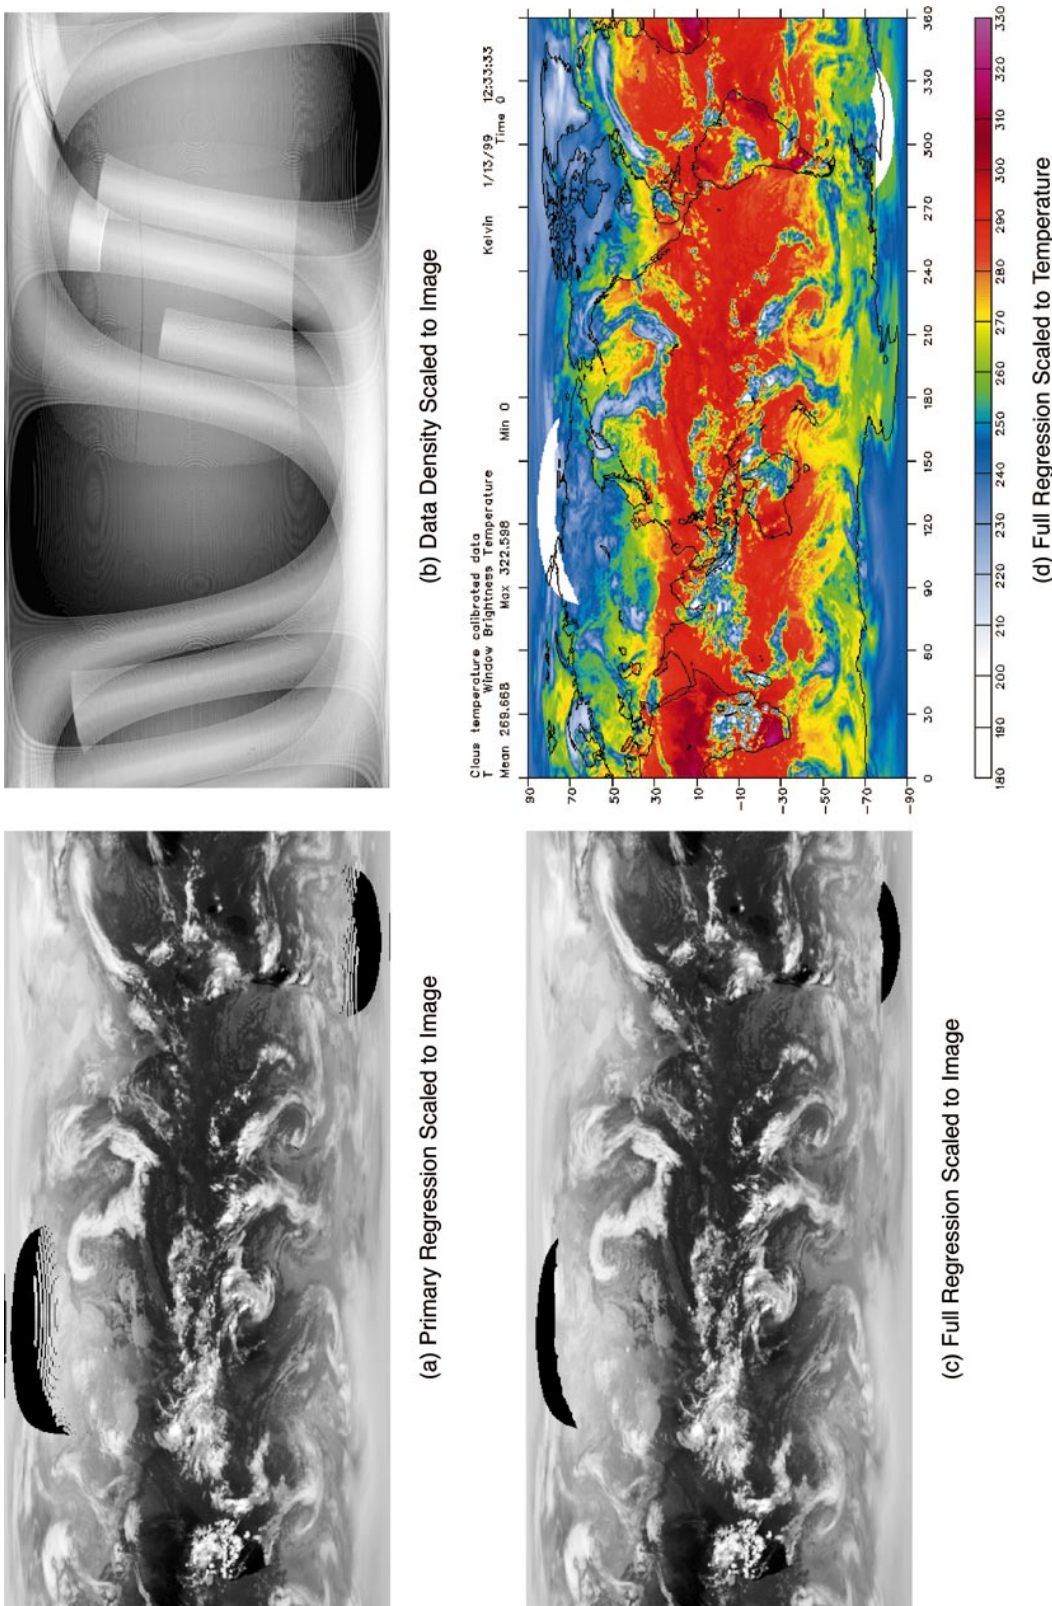 (a) Primary Regression Scaled to Image
(b) Data Density Scaled to Image
(c) Full Regression Scaled to Image
Claus temperature calibrated data
T Window Brightness Temperature Kelvin 1/13/99 12:33:33
Mean 269.668 Max 322.598 Min 0 Time 0
90
70
50
30
10
-10
-30
-50
-70
-90
0 30 60 90 120 150 180 210 240 270 300 330 360
180 190 200 210 220 230 240 250 260 270 280 290 300 310 320 330
(d) Full Regression Scaled to Temperature